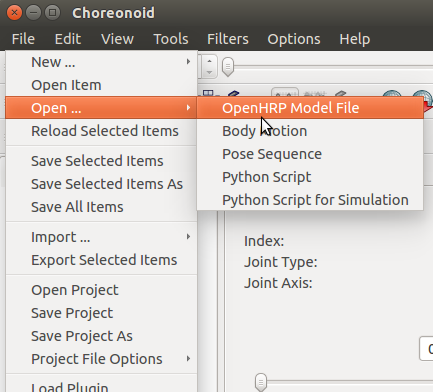 Choreonoid
File Edit View Tools Filters Options Help
New ...
Open Item
Open ...
Reload Selected Items
Save Selected Items
Save Selected Items As
Save All Items
Import ...
Export Selected Items
Open Project
Save Project
Save Project As
Project File Options
Load Plugin
OpenHRP Model File
Body Motion
Pose Sequence
Python Script
Python Script for Simulation
Index:
Joint Type:
Joint Axis:
0